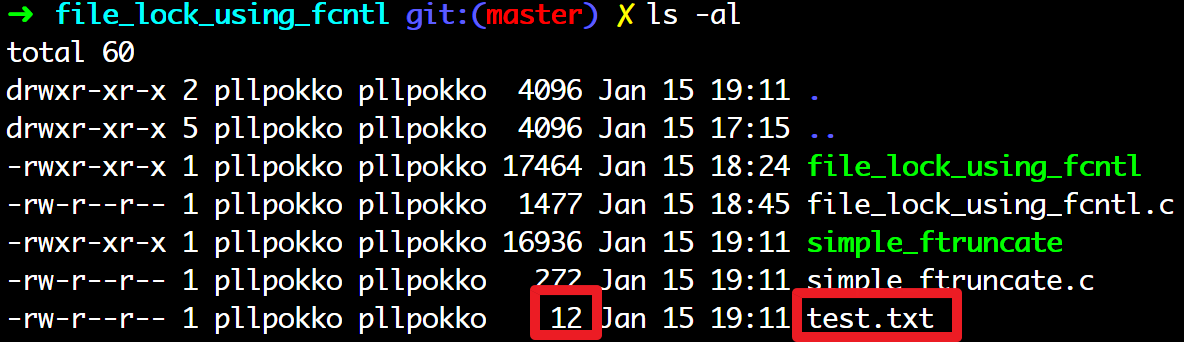 ➜ file_lock_using_fcntl git:(master) ✗ ls -al
total 60
drwxr-xr-x 2 pllpokko pllpokko  4096 Jan 15 19:11 .
drwxr-xr-x 5 pllpokko pllpokko  4096 Jan 15 17:15 ..
-rwxr-xr-x 1 pllpokko pllpokko 17464 Jan 15 18:24 file_lock_using_fcntl
-rw-r--r-- 1 pllpokko pllpokko  1477 Jan 15 18:45 file_lock_using_fcntl.c
-rwxr-xr-x 1 pllpokko pllpokko 16936 Jan 15 19:11 simple_ftruncate
-rw-r--r-- 1 pllpokko pllpokko   272 Jan 15 19:11 simple_ftruncate.c
-rw-r--r-- 1 pllpokko pllpokko    12 Jan 15 19:11 test.txt